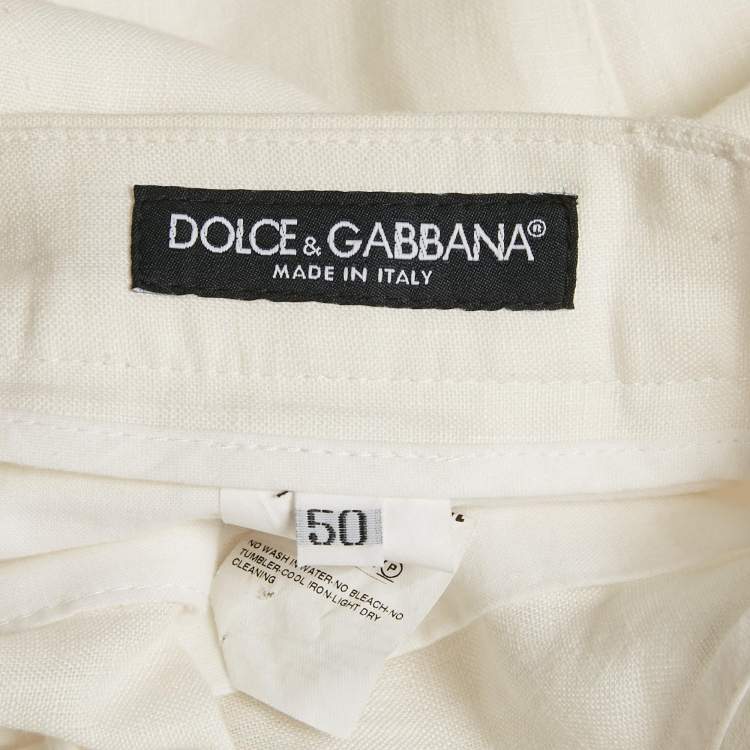 DOLCE & GABBANA®
MADE IN ITALY
50
P
NO WASH IN WATER-NO BLEACH-NO
TUMBLER-COOL IRON-LIGHT DRY
CLEANING